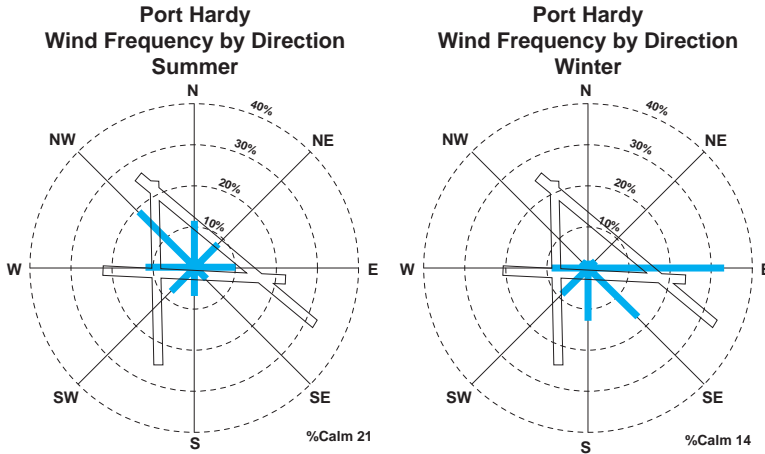 Port Hardy
Wind Frequency by Direction
Summer
N
40%
NW
NE
30%
20%
10%
W
E
SW
SE
S
%Calm 21
Port Hardy
Wind Frequency by Direction
Winter
N
40%
NW
NE
30%
20%
10%
W
E
SW
SE
S
%Calm 14